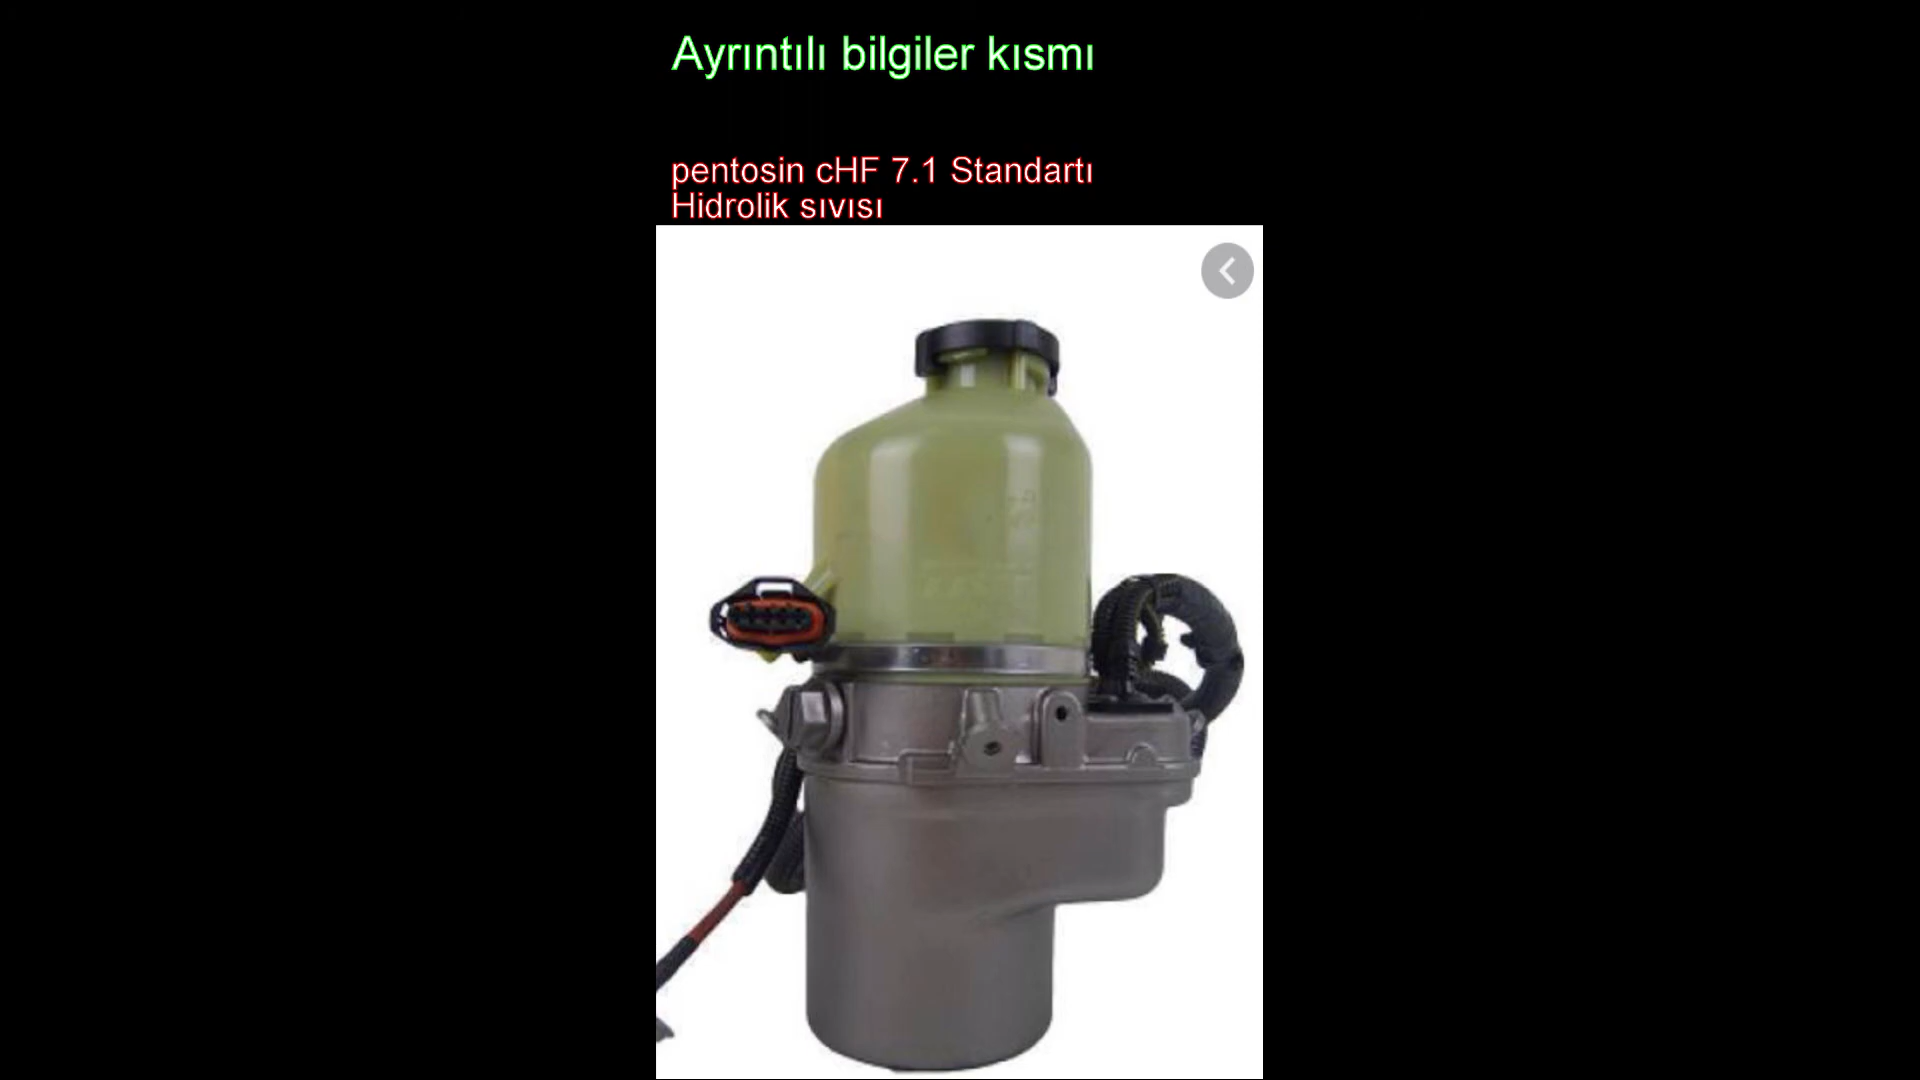 Ayrıntılı bilgiler kısmı
pentosin cHF 7.1 Standartı
Hidrolik sıvısı